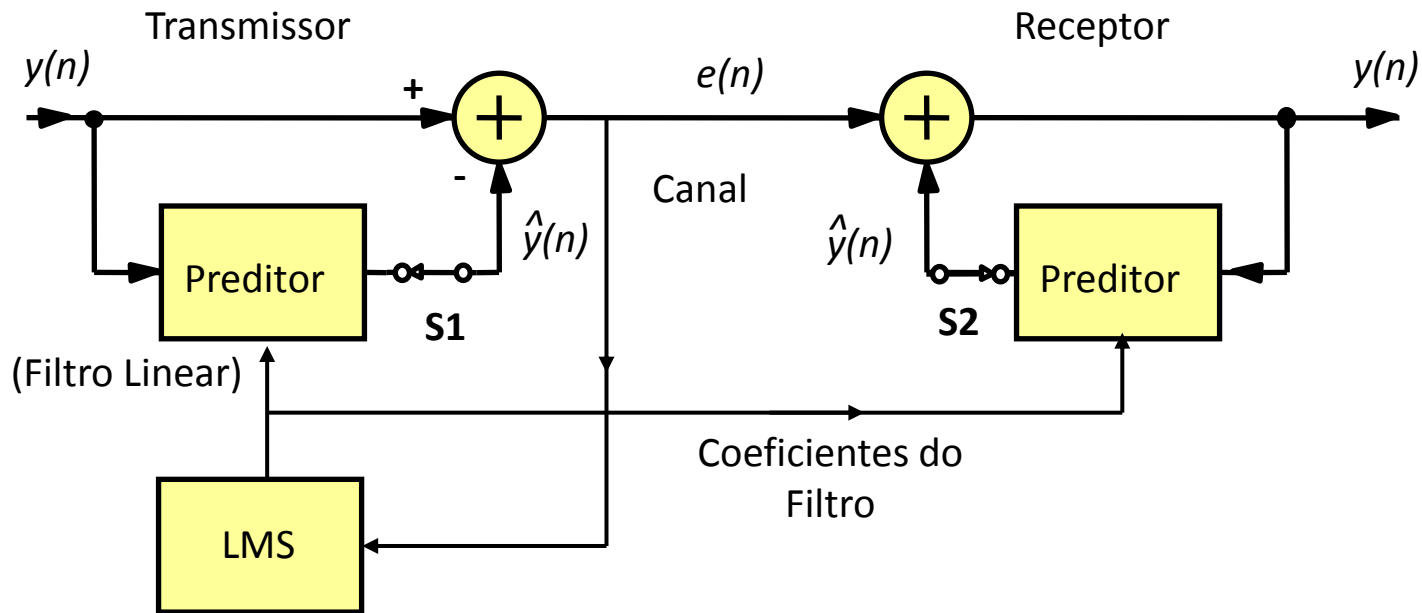 Transmissor
Receptor
y(n)
e(n)
y(n)
+
+
+
-
Canal
ŷ(n)
ŷ(n)
Preditor
Preditor
S1
S2
(Filtro Linear)
Coeficientes do
Filtro
LMS